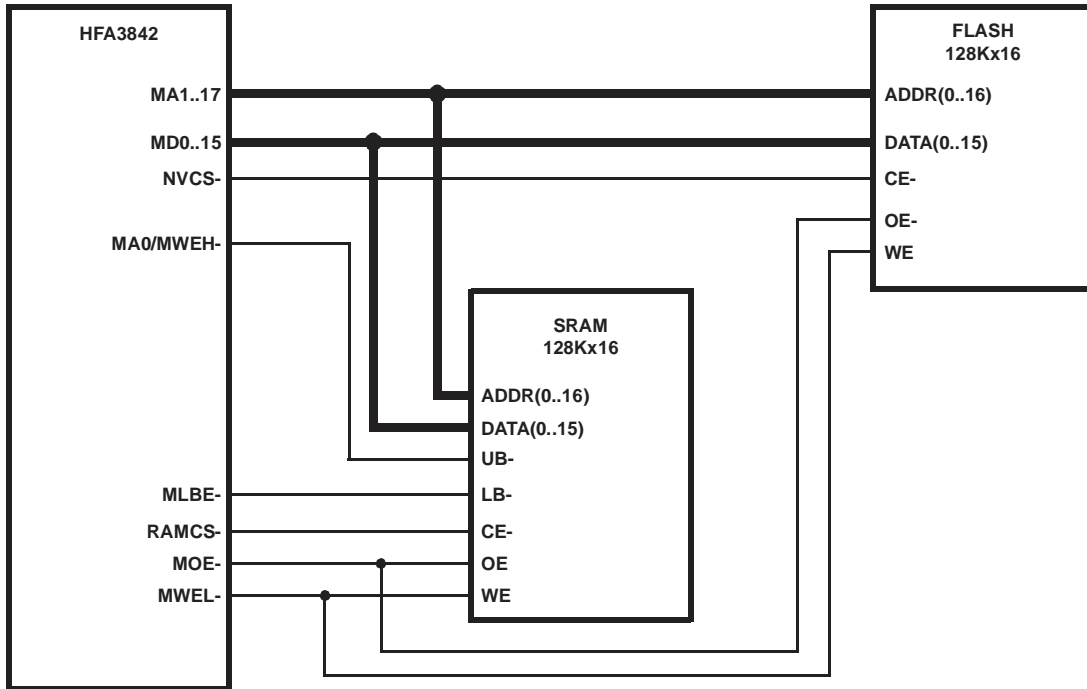 HFA3842
MA1..17
MD0..15
NVCS-
MA0/MWEH-
MLBE-
RAMCS-
MOE-
MWEL-
SRAM
128Kx16
ADDR(0..16)
DATA(0..15)
UB-
LB-
CE-
OE
WE
FLASH
128Kx16
ADDR(0..16)
DATA(0..15)
CE-
OE-
WE